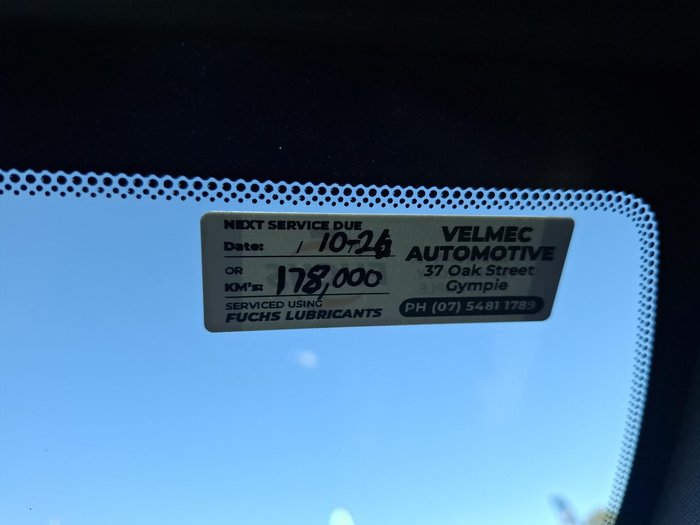 NEXT SERVICE DUE
Date: / 10-26
OR
KM's: 178,000
SERVICED USING
FUCHS LUBRICANTS
VELMEC
AUTOMOTIVE
37 Oak Street
Gympie
PH (07) 5481 1789